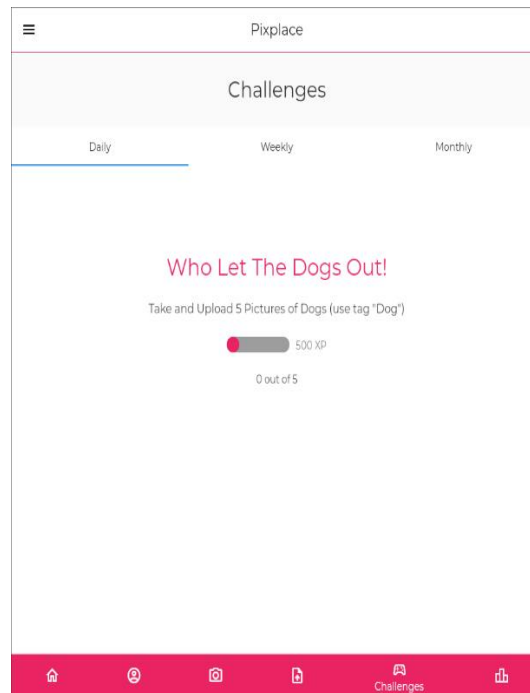 Pixplace
Challenges
Daily Weekly Monthly
Who Let The Dogs Out!
Take and Upload 5 Pictures of Dogs (use tag "Dog")
500 XP
0 out of 5
Challenges